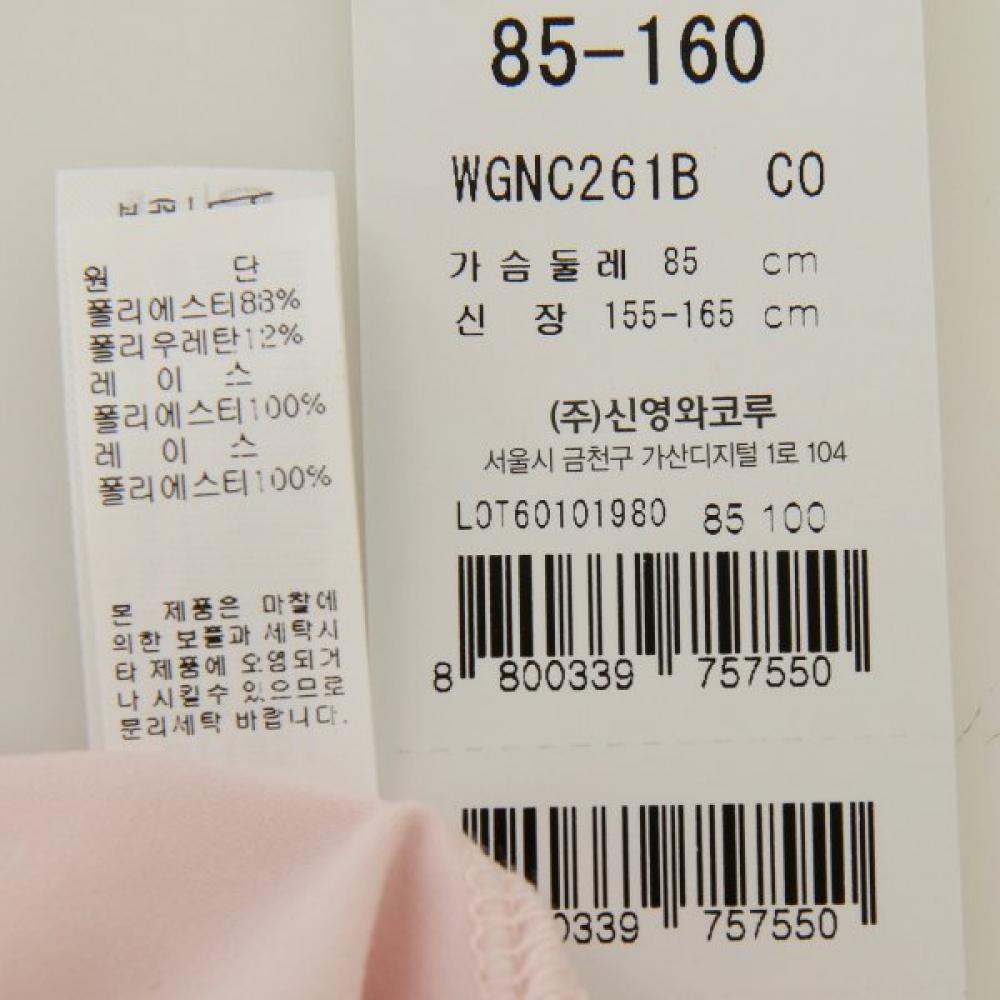 85-160
WGNC261B CO
가슴둘레 85 cm
신 장 155-165 cm
(주)신영와코루
서울시 금천구 가산디지털 1로 104
LOT60101980 85 100
8 800339 757550
0339 757550
원 단
폴리에스터88%
폴리우레탄12%
레 이 스
폴리에스터100%
레 이 스
폴리에스터100%
본 제품은 마찰에
의한 보풀과 세탁시
타 제품에 오염되거
나 시킬수 있으므로
분리세탁 바랍니다.